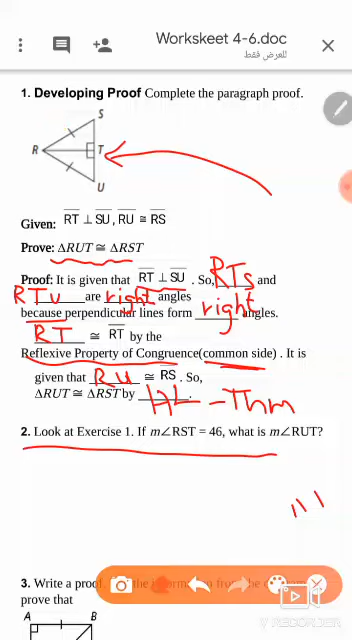 Worksheet 4-6.doc
للعرض فقط
1. Developing Proof Complete the paragraph proof.
S
R
T
U
Given: RT ⊥ SU, RU ≅ RS
Prove: ΔRUT ≅ ΔRST
Proof: It is given that RT ⊥ SU . So, RTS and
RTU are right angles
because perpendicular lines form right angles.
RT ≅ RT by the
Reflexive Property of Congruence(common side). It is
given that RU ≅ RS. So,
ΔRUT ≅ ΔRST by HL - Thm.
2. Look at Exercise 1. If m∠RST = 46, what is m∠RUT?
3. Write a proof.
prove that
A
B